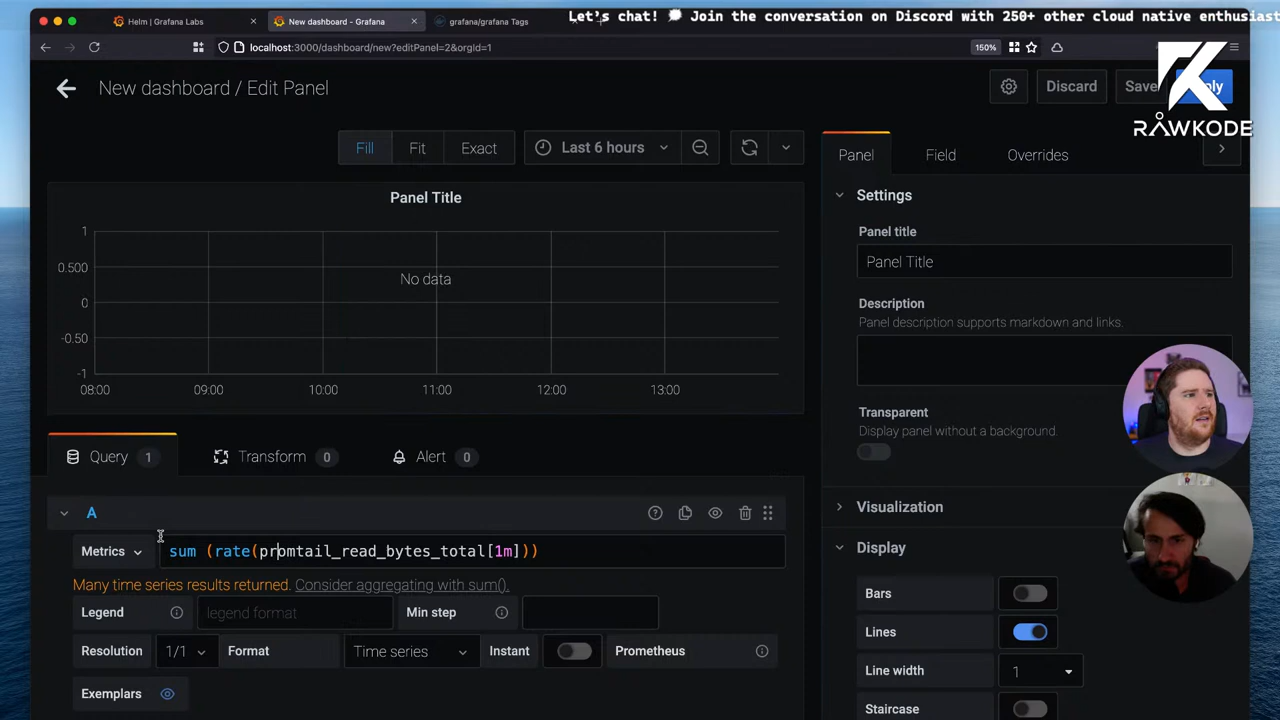 Helm | Grafana Labs
New dashboard - Grafana
grafana/grafana Tags
Let's chat! Join the conversation on Discord with 250+ other cloud native enthusiast
localhost:3000/dashboard/new?editPanel=2&orgId=1
150%
New dashboard / Edit Panel
Discard
Save
RAWKODE
Fill
Fit
Exact
Last 6 hours
Panel
Field
Overrides
Panel Title
1
0.500
0
-0.50
-1
No data
08:00
09:00
10:00
11:00
12:00
13:00
Settings
Panel title
Panel Title
Description
Panel description supports markdown and links.
Transparent
Display panel without a background.
Query 1
Transform 0
Alert 0
A
Metrics
sum (rate(promtail_read_bytes_total[1m]))
Many time series results returned. Consider aggregating with sum().
Legend
legend format
Min step
Resolution
1/1
Format
Time series
Instant
Prometheus
Exemplars
Visualization
Display
Bars
Lines
Line width
1
Staircase